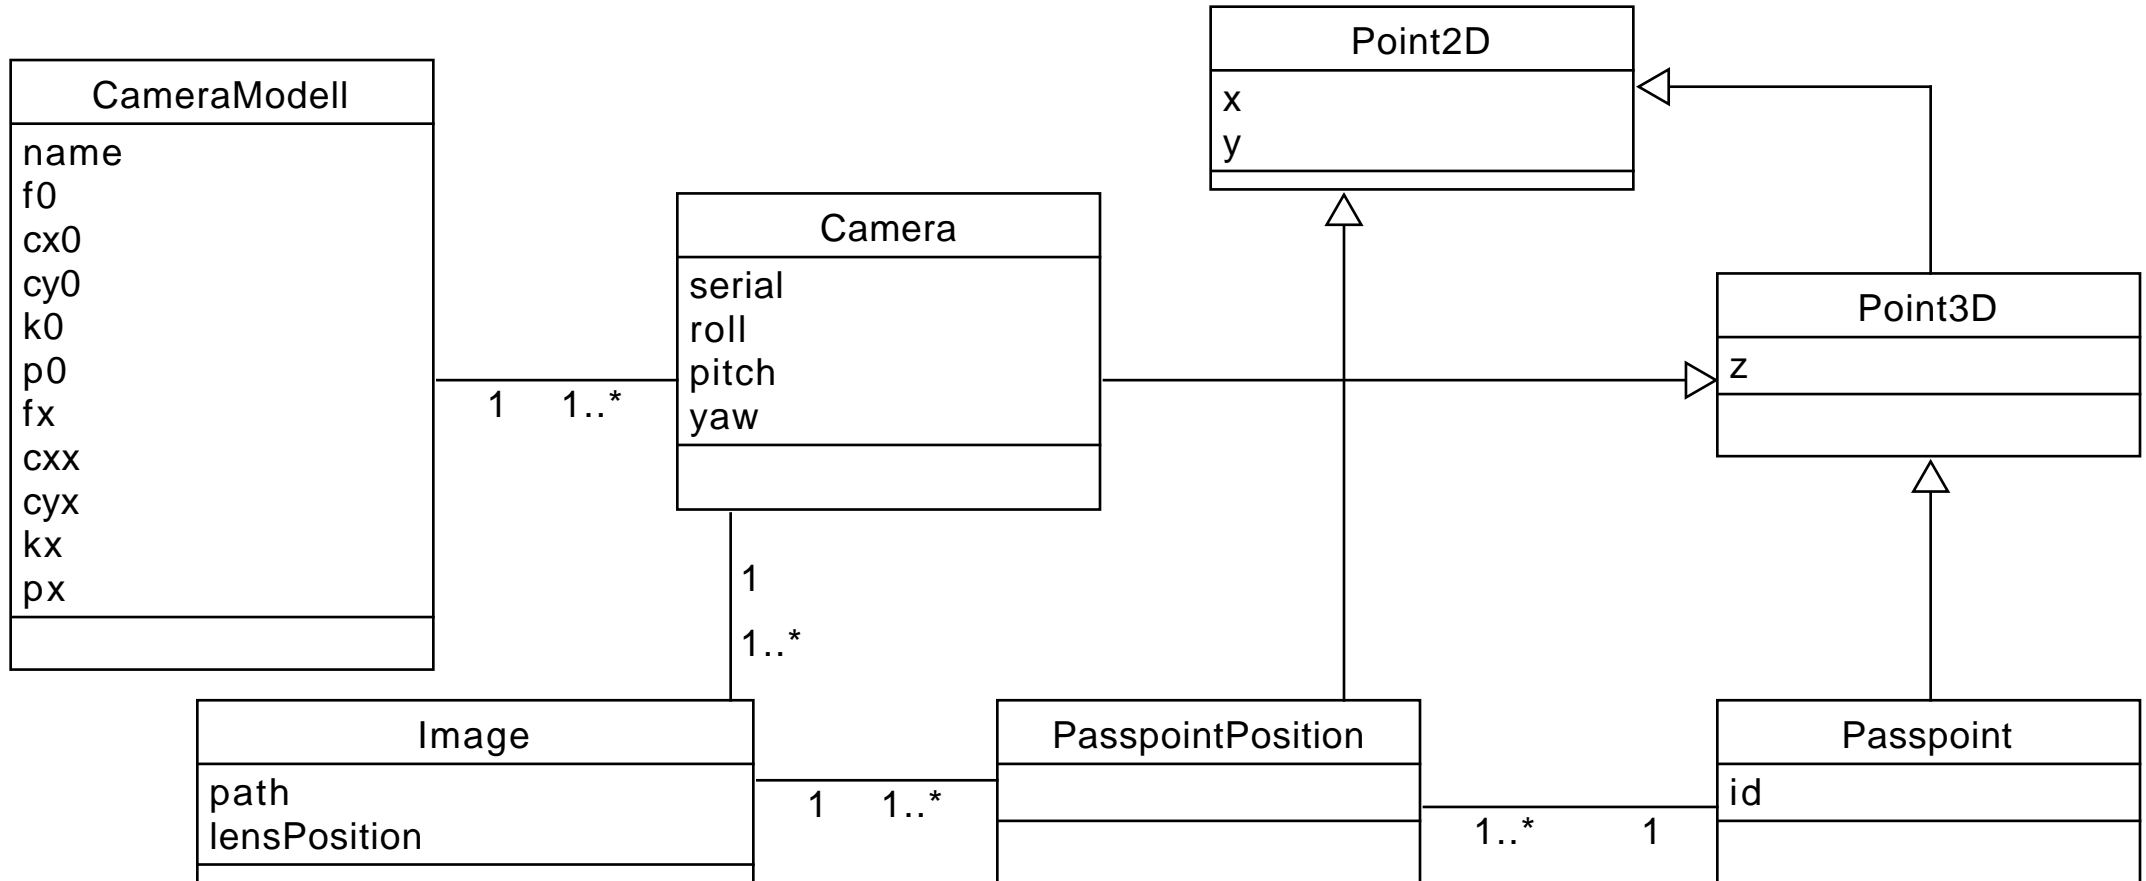 CameraModell
name
f0
cx0
cy0
k0
p0
fx
cxx
cyx
kx
px
1 1..*
Camera
serial
roll
pitch
yaw
Point2D
x
y
Point3D
z
1
1..*
Image
path
lensPosition
1 1..*
PasspointPosition
1..* 1
Passpoint
id